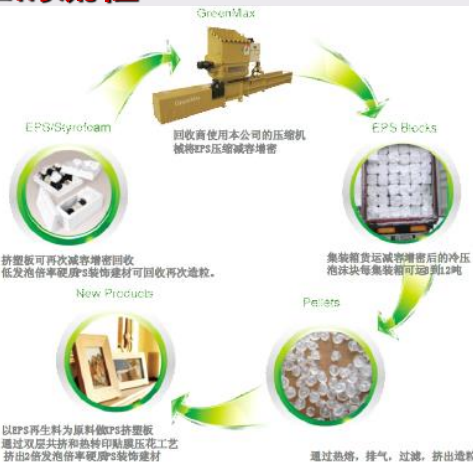 GreenMax
回收商使用本公司的压缩机
械将EPS压缩减容增密
EPS/Styrofoam
EPS Blocks
挤塑板可再次减容增密回收
低发泡倍率硬质PS装饰建材可回收再次造粒。
集装箱货运减容增密后的冷压
泡沫块每集装箱可运8到12吨
New Products
Pellets
以EPS再生料为原料做XPS挤塑板
通过双层共挤和热转印贴膜压花工艺
挤出2倍发泡倍率硬质PS装饰建材
通过热熔，排气，过滤，挤出造粒